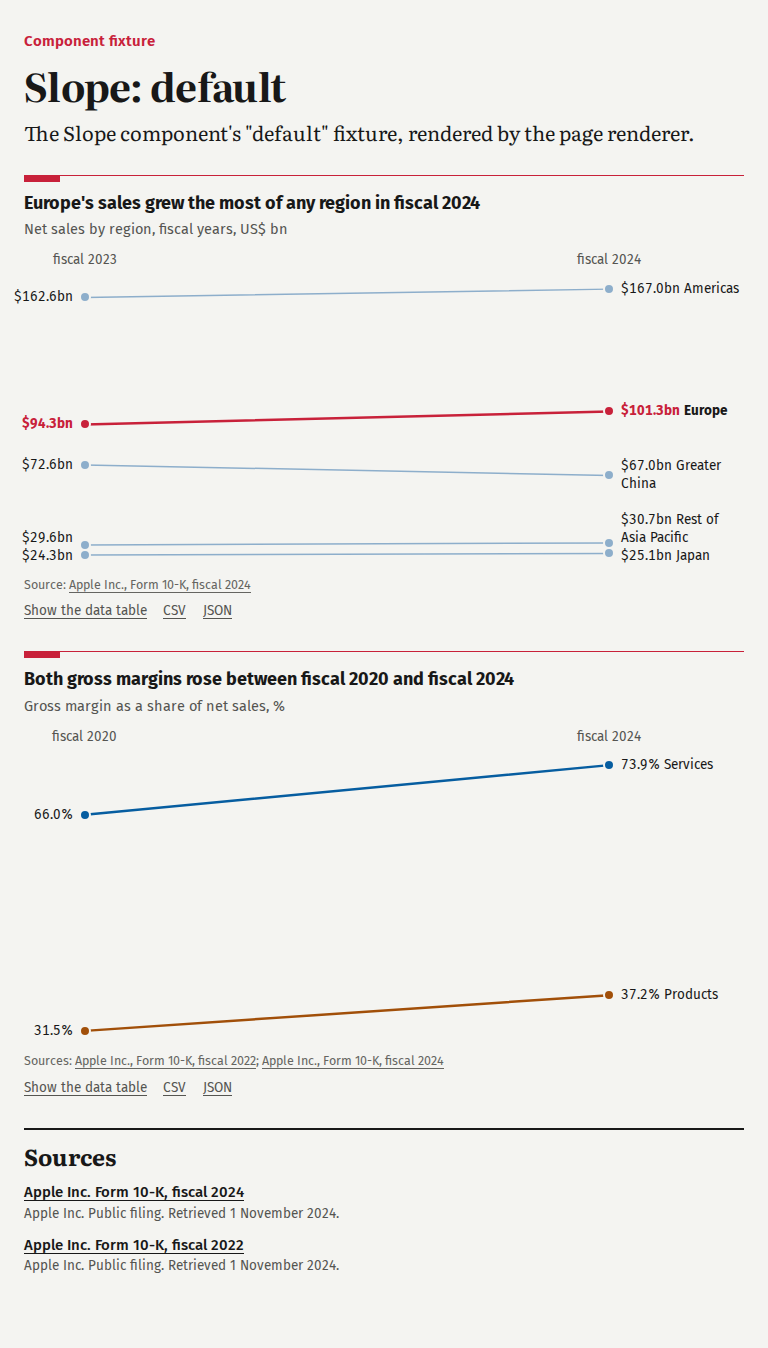 Component fixture
Slope: default
The Slope component's "default" fixture, rendered by the page renderer.
Europe's sales grew the most of any region in fiscal 2024
Net sales by region, fiscal years, US$ bn
fiscal 2023 fiscal 2024
$162.6bn $167.0bn Americas
$94.3bn $101.3bn Europe
$72.6bn $67.0bn Greater
China
$30.7bn Rest of
$29.6bn Asia Pacific
$24.3bn $25.1bn Japan
Source: Apple Inc., Form 10-K, fiscal 2024
Show the data table CSV JSON
Both gross margins rose between fiscal 2020 and fiscal 2024
Gross margin as a share of net sales, %
fiscal 2020 fiscal 2024
73.9% Services
66.0%
37.2% Products
31.5%
Sources: Apple Inc., Form 10-K, fiscal 2022; Apple Inc., Form 10-K, fiscal 2024
Show the data table CSV JSON
Sources
Apple Inc. Form 10-K, fiscal 2024
Apple Inc. Public filing. Retrieved 1 November 2024.
Apple Inc. Form 10-K, fiscal 2022
Apple Inc. Public filing. Retrieved 1 November 2024.